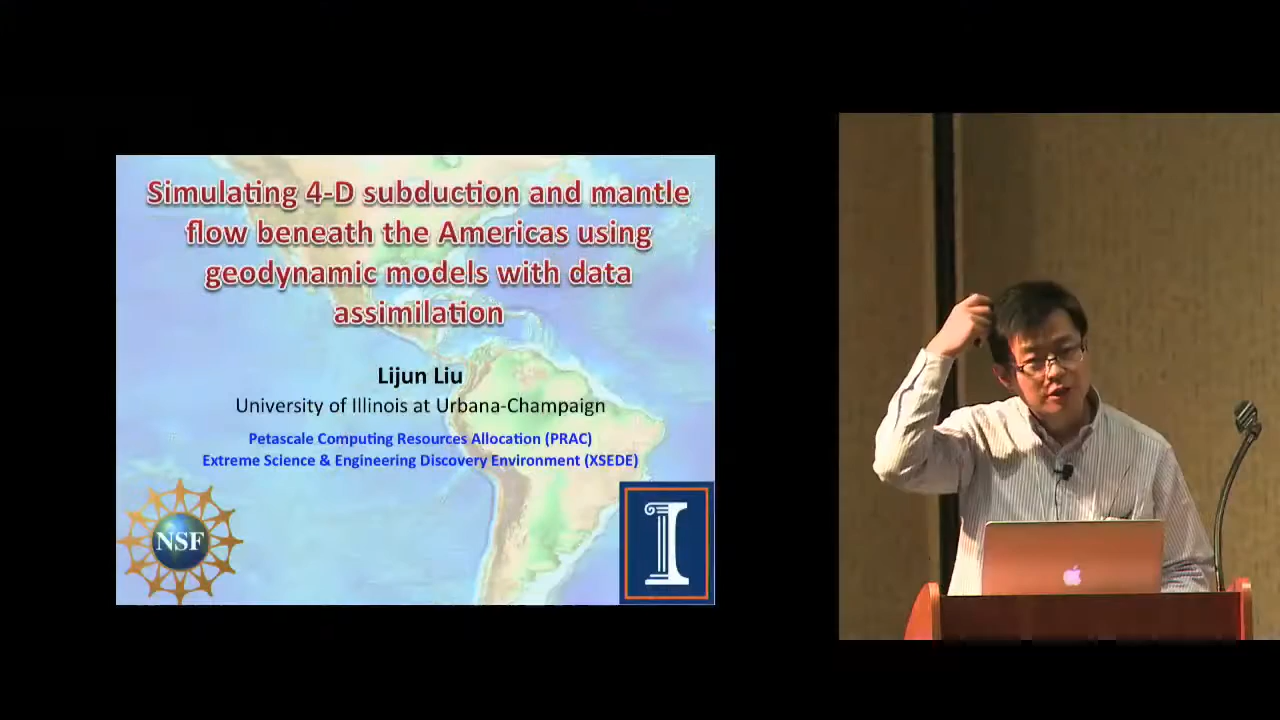 Simulating 4-D subduction and mantle
flow beneath the Americas using
geodynamic models with data
assimilation
Lijun Liu
University of Illinois at Urbana-Champaign
Petascale Computing Resources Allocation (PRAC)
Extreme Science & Engineering Discovery Environment (XSEDE)
NSF
I